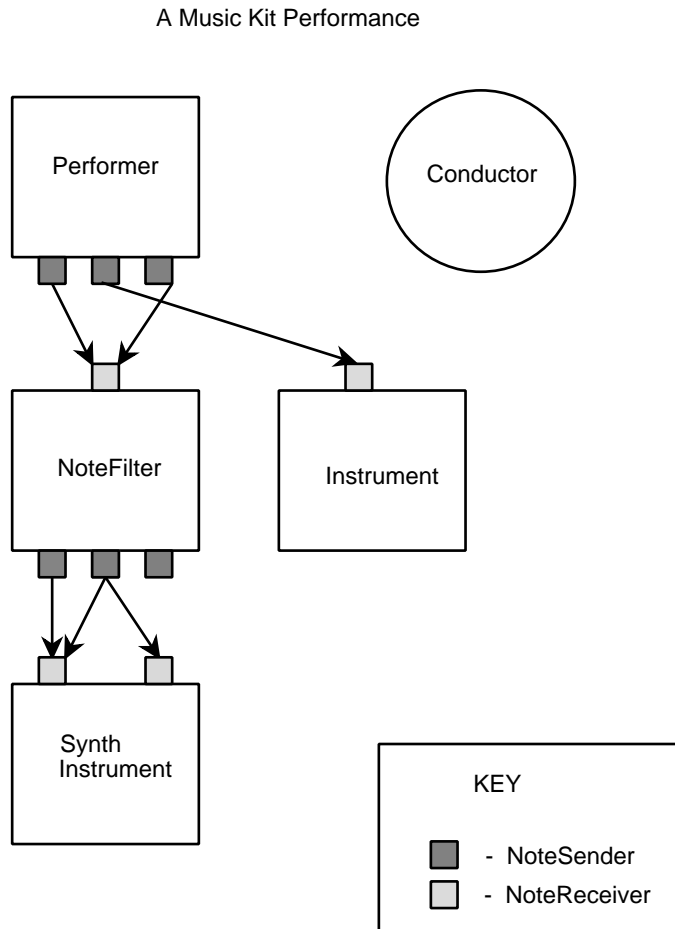 A Music Kit Performance
Performer
Conductor
NoteFilter
Instrument
Synth
Instrument
KEY
- NoteSender
- NoteReceiver